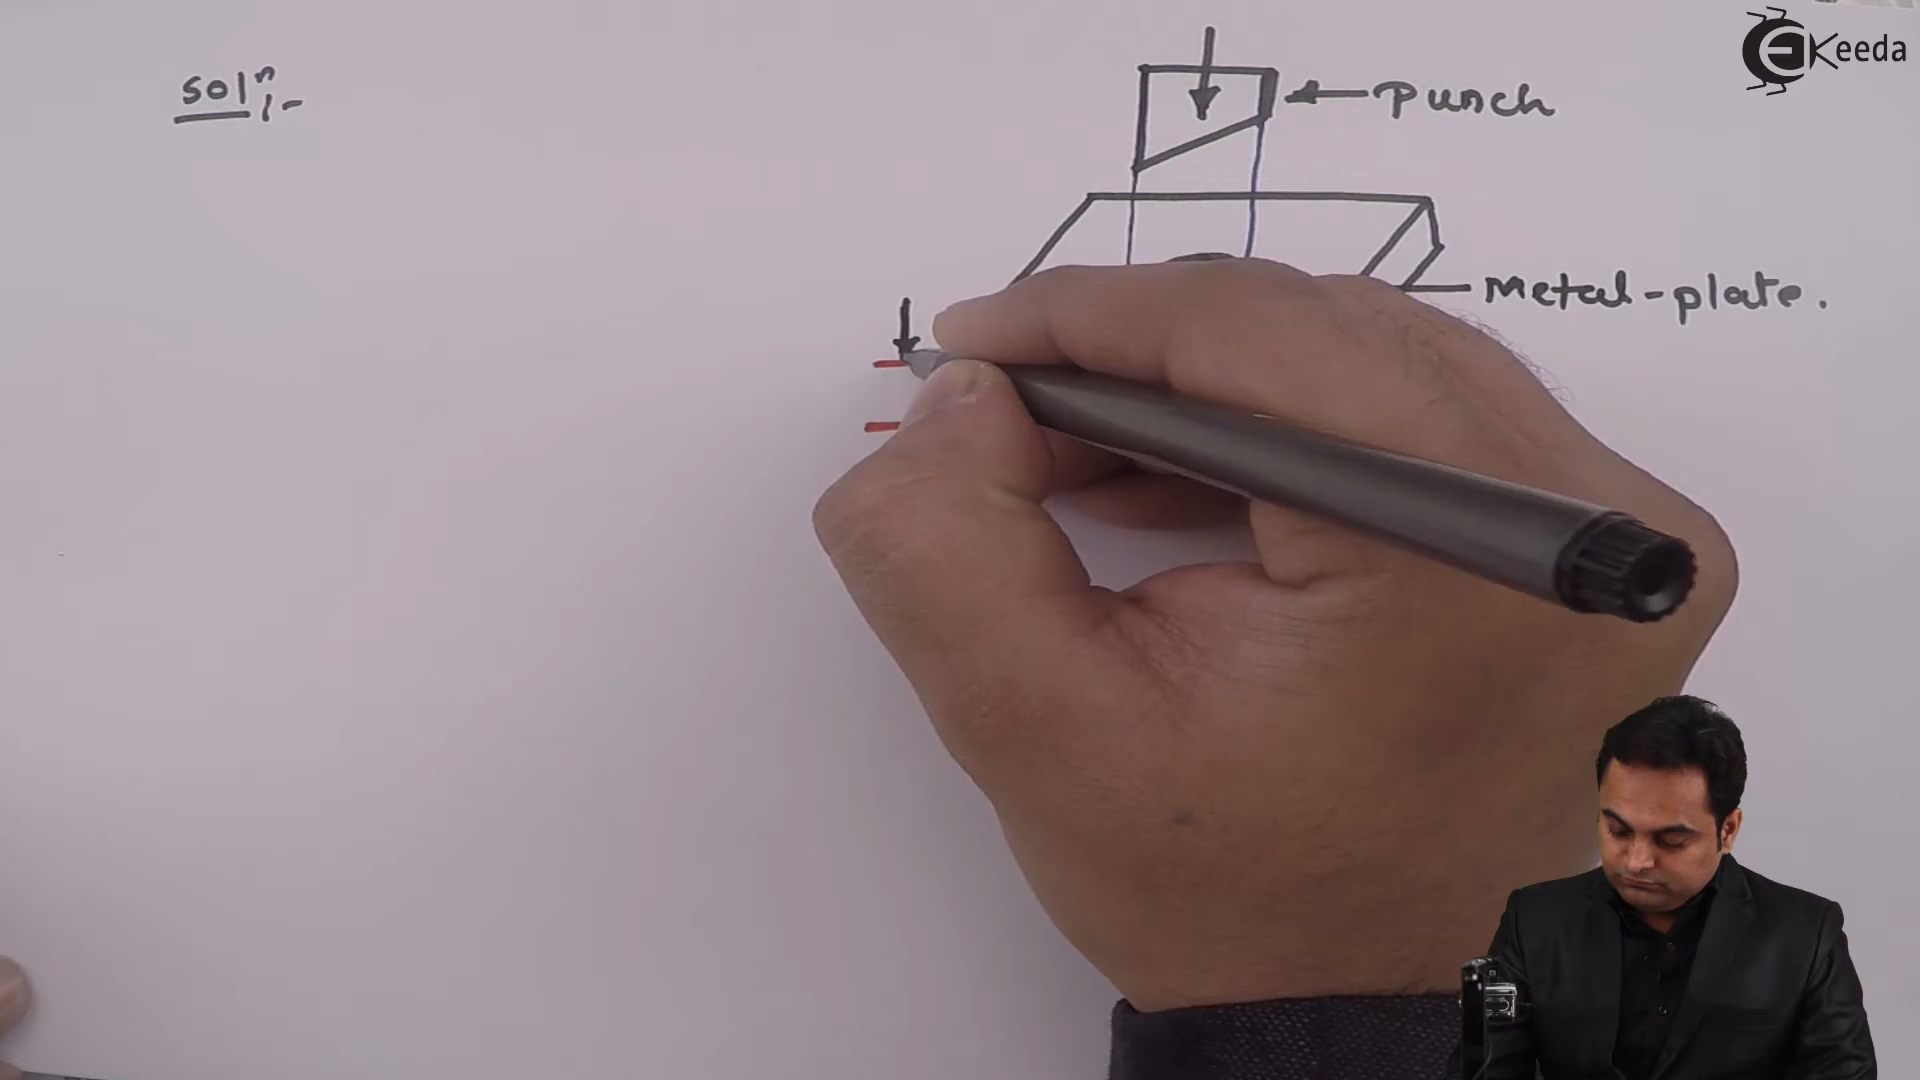 solⁿ :-
Punch
Metal-plate.
EKeeda